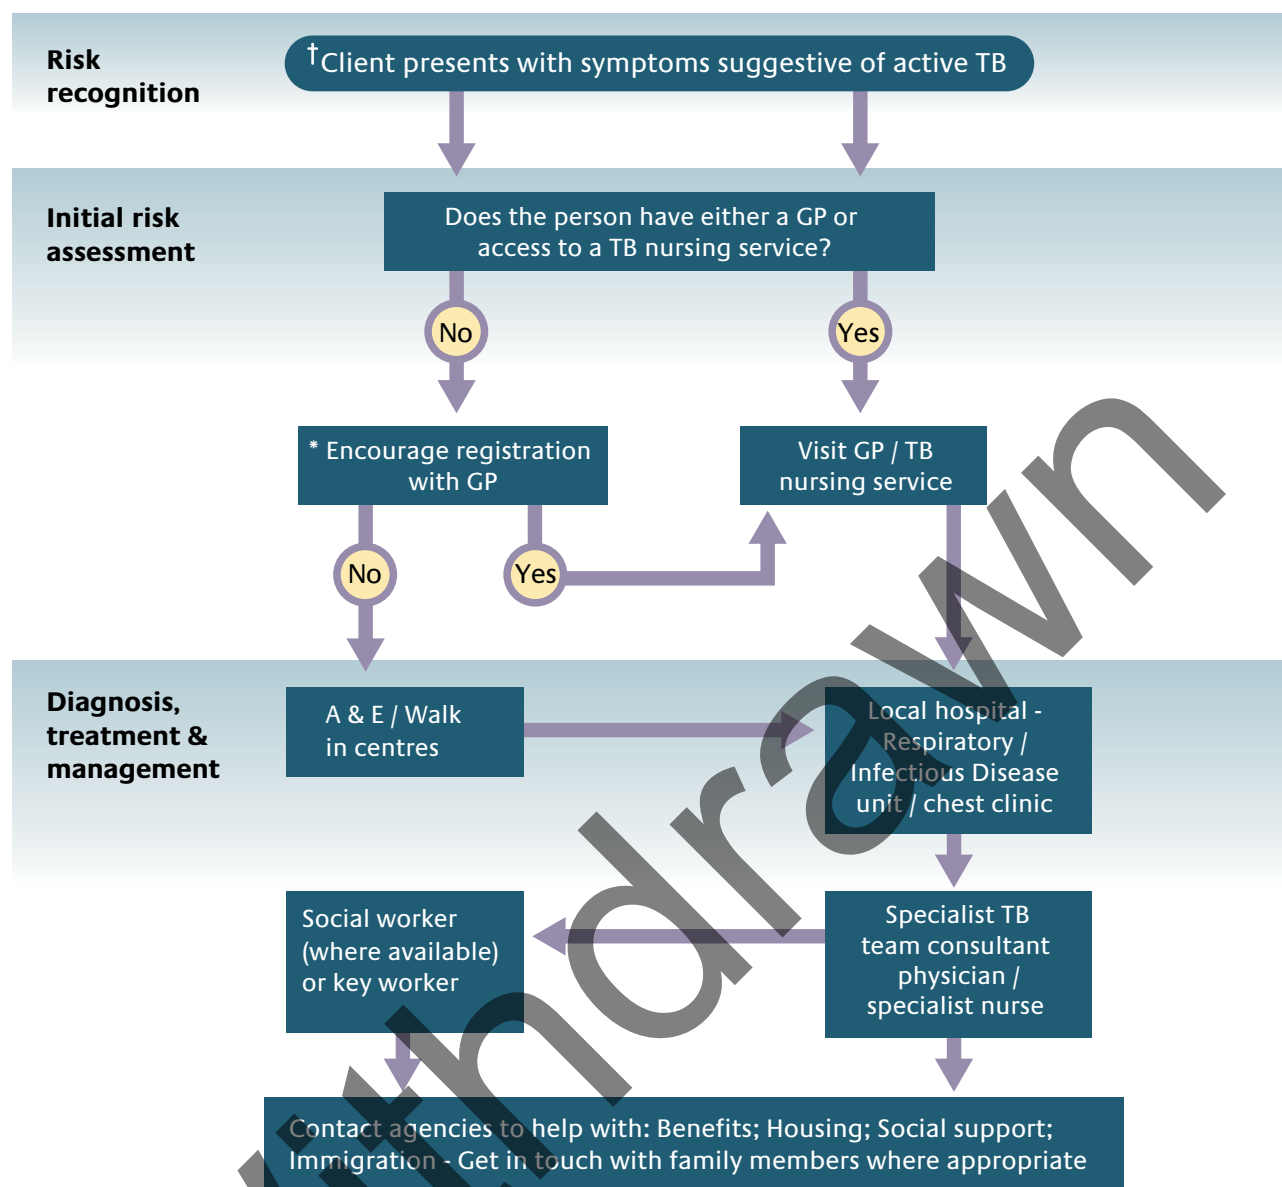 Risk
recognition
†Client presents with symptoms suggestive of active TB
Initial risk
assessment
Does the person have either a GP or
access to a TB nursing service?
No
Yes
* Encourage registration
with GP
Visit GP / TB
nursing service
No
Yes
Diagnosis,
treatment &
management
A & E / Walk
in centres
Local hospital -
Respiratory /
Infectious Disease
unit / chest clinic
Social worker
(where available)
or key worker
Specialist TB
team consultant
physician /
specialist nurse
Contact agencies to help with: Benefits; Housing; Social support;
Immigration - Get in touch with family members where appropriate
withdrawn